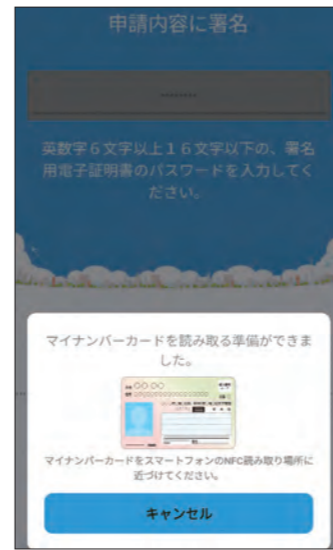 申請内容に署名
********
英数字６文字以上１６文字以下の、署名
用電子証明書のパスワードを入力してく
ださい。
マイナンバーカードを読み取る準備ができま
した。
マイナンバーカードをスマートフォンのNFC読み取り場所に
近づけてください。
キャンセル